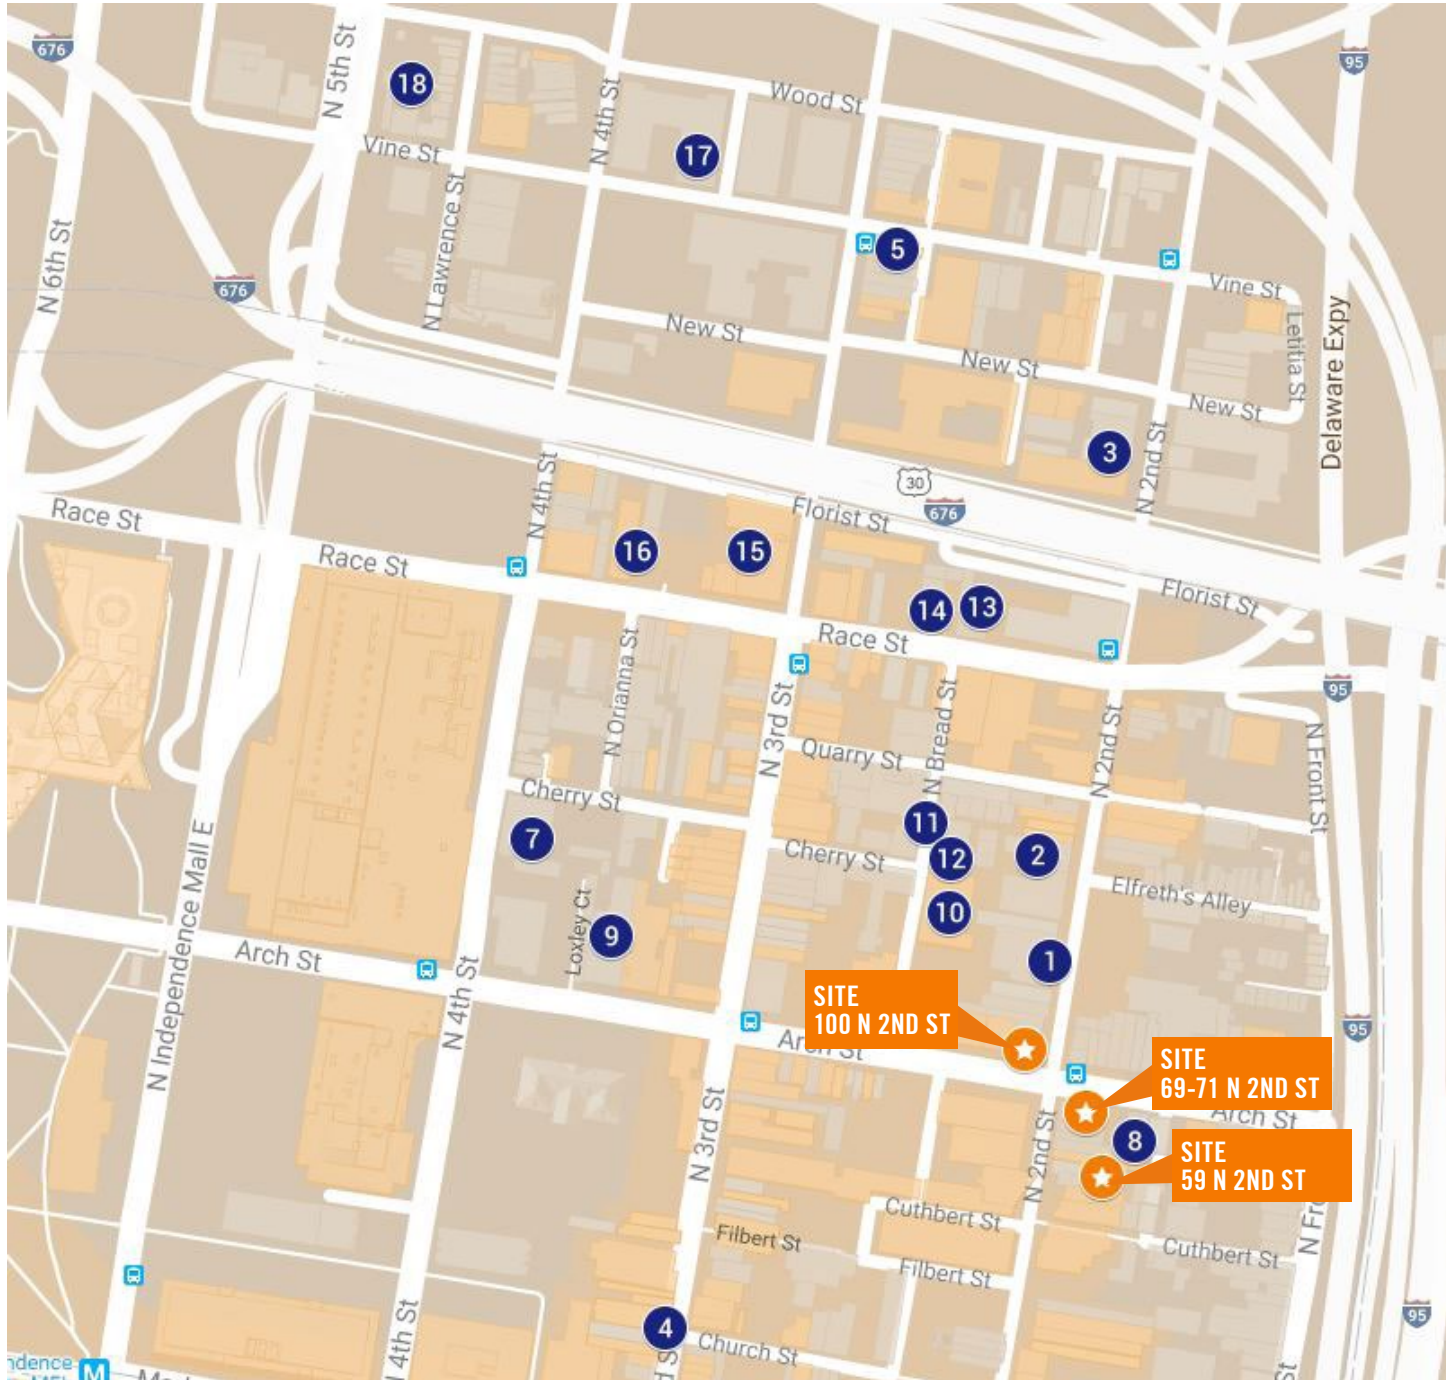 676
N 5th St
18
N 4th St
Wood St
95
17
Vine St
N Lawrence St
N 6th St
5
676
Vine St
Letitia St
Delaware Expy
New St
New St
New St
3
N 2nd St
30
676
Florist St
Race St
N 4th St
Race St
16
15
14
13
Florist St
Race St
N Orianna St
N 3rd St
N Bread St
N 2nd St
95
N Front St
Quarry St
Cherry St
7
11
12
2
Cherry St
Elfreth's Alley
10
Loxley Ct
9
1
N Independence Mall E
Arch St
N 4th St
SITE
100 N 2ND ST
Arch St
95
SITE
69-71 N 2ND ST
Arch St
8
SITE
59 N 2ND ST
N 3rd St
N 2nd St
Cuthbert St
Filbert St
Cuthbert St
Filbert St
N Fr
95
4
Church St
4th St
d S
St
ndence
M